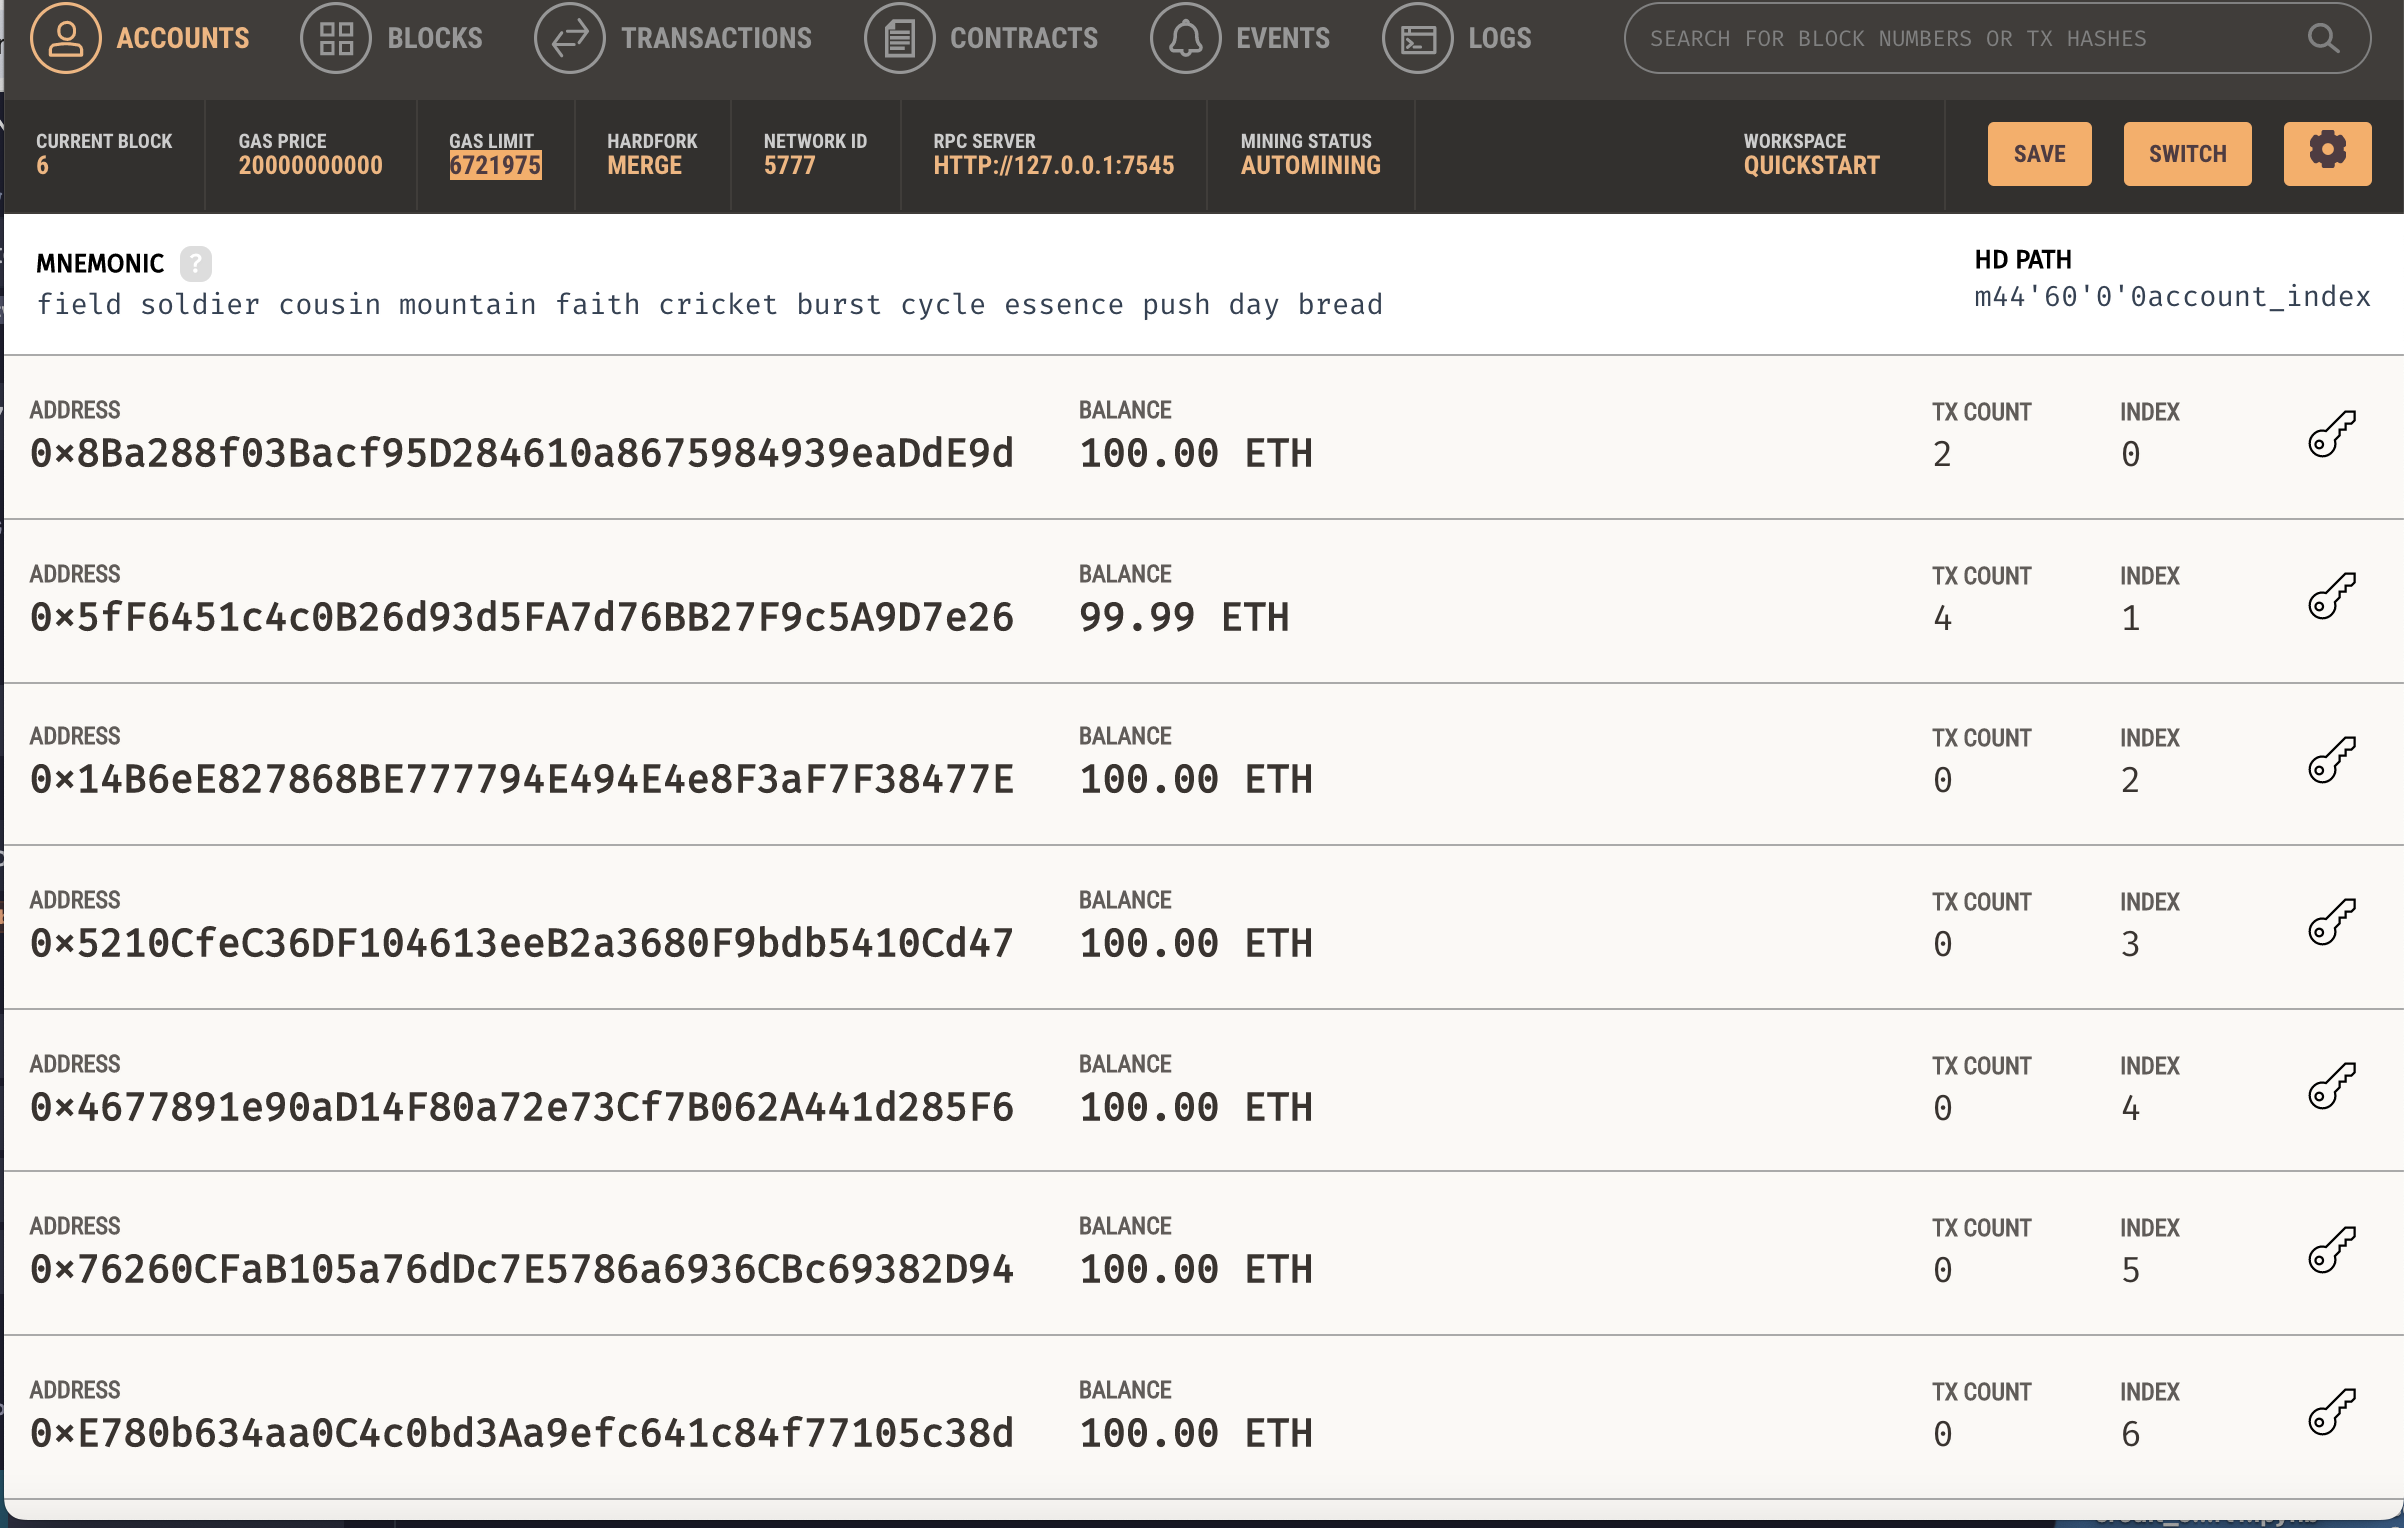 ACCOUNTS BLOCKS TRANSACTIONS CONTRACTS EVENTS LOGS SEARCH FOR BLOCK NUMBERS OR TX HASHES
CURRENT BLOCK GAS PRICE GAS LIMIT HARDFORK NETWORK ID RPC SERVER MINING STATUS WORKSPACE
6 20000000000 6721975 MERGE 5777 HTTP://127.0.0.1:7545 AUTOMINING QUICKSTART SAVE SWITCH
MNEMONIC ? HD PATH
field soldier cousin mountain faith cricket burst cycle essence push day bread m44'60'0'0account_index
ADDRESS BALANCE TX COUNT INDEX
0×8Ba288f03Bacf95D284610a8675984939eaDdE9d 100.00 ETH 2 0
ADDRESS BALANCE TX COUNT INDEX
0×5fF6451c4c0B26d93d5FA7d76BB27F9c5A9D7e26 99.99 ETH 4 1
ADDRESS BALANCE TX COUNT INDEX
0×14B6eE827868BE777794E494E4e8F3aF7F38477E 100.00 ETH 0 2
ADDRESS BALANCE TX COUNT INDEX
0×5210CfeC36DF104613eeB2a3680F9bdb5410Cd47 100.00 ETH 0 3
ADDRESS BALANCE TX COUNT INDEX
0×4677891e90aD14F80a72e73Cf7B062A441d285F6 100.00 ETH 0 4
ADDRESS BALANCE TX COUNT INDEX
0×76260CFaB105a76dDc7E5786a6936CBc69382D94 100.00 ETH 0 5
ADDRESS BALANCE TX COUNT INDEX
0×E780b634aa0C4c0bd3Aa9efc641c84f77105c38d 100.00 ETH 0 6